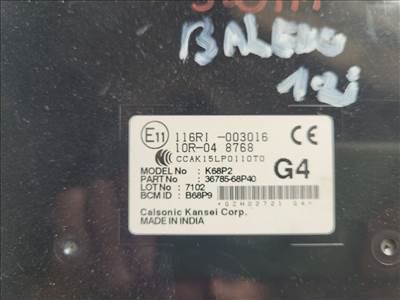 BALENO
1.2i
E11 116RI -003016
10R-04 8768
CCAK15LP0110T0
CE
MODEL No : K68P2
PART No : 36785-68P40
LOT No : 7102
BCM ID : B68P9
G4
Calsonic Kansei Corp.
MADE IN INDIA